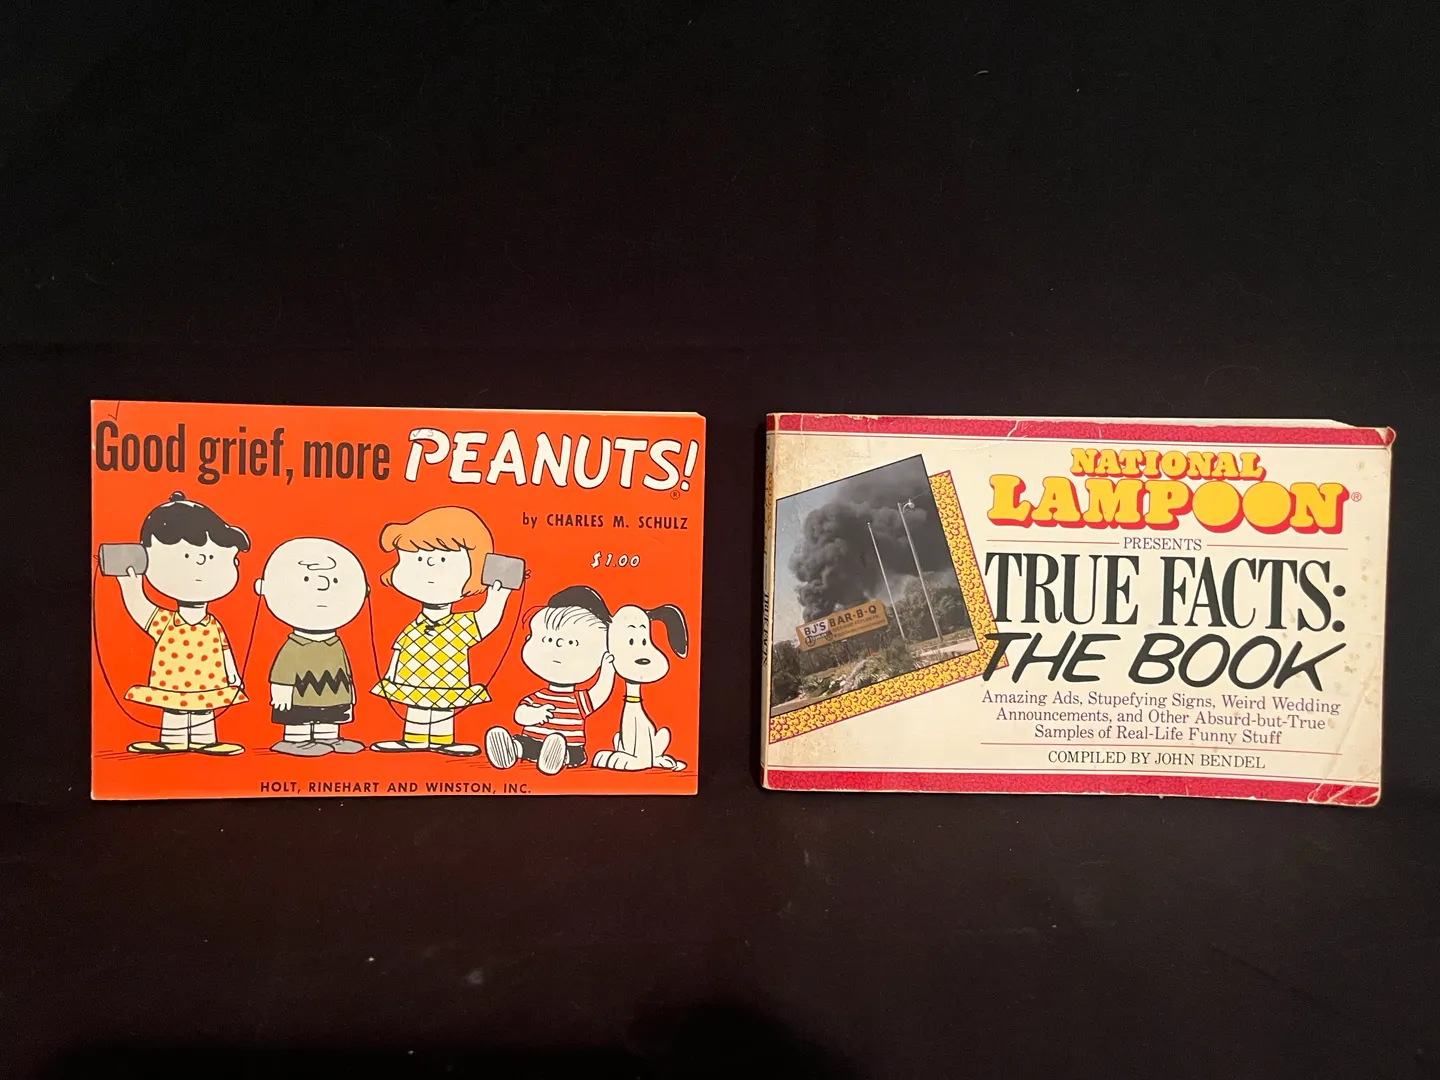 Good grief, more PEANUTS!
®
by CHARLES M. SCHULZ
$1.00
HOLT, RINEHART AND WINSTON, INC.
NATIONAL
LAMPOON®
PRESENTS
TRUE FACTS:
THE BOOK
Amazing Ads, Stupefying Signs, Weird Wedding
Announcements, and Other Absurd-but-True
Samples of Real-Life Funny Stuff
COMPILED BY JOHN BENDEL
BJ'S BAR-B-Q